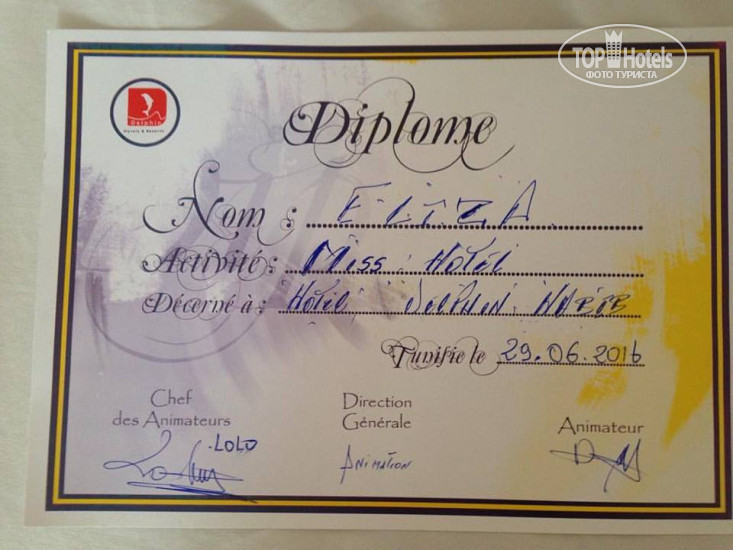 TOP Hotels
ФОТО ТУРИСТА
delphin
Hotels & Resorts
Diplome
Nom : ELIZA
Activité : Miss. Hotel
Décerné à : Hotel DOLPHIN
Tunisie le 29.06.2016
Chef des Animateurs
Direction Générale
Animateur
LOLO
ANIMATION